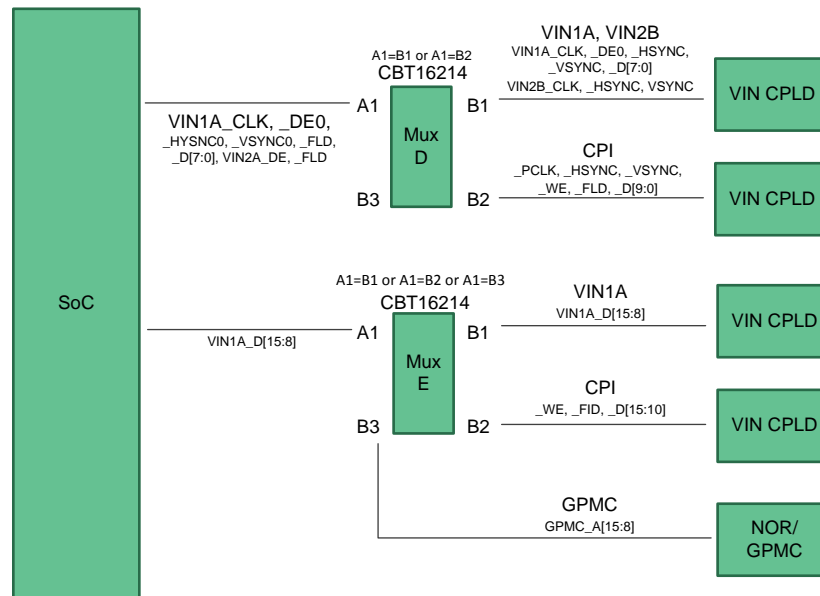 SoC
VIN1A_CLK, _DE0,
_HYSNC0, _VSYNC0, _FLD,
_D[7:0], VIN2A_DE, _FLD
A1=B1 or A1=B2
CBT16214
A1
B1
Mux
D
B3
B2
VIN1A, VIN2B
VIN1A_CLK, _DE0, _HSYNC,
_VSYNC, _D[7:0]
VIN2B_CLK, _HSYNC, VSYNC
VIN CPLD
CPI
_PCLK, _HSYNC, _VSYNC,
_WE, _FLD, _D[9:0]
VIN CPLD
VIN1A_D[15:8]
A1=B1 or A1=B2 or A1=B3
CBT16214
A1
B1
Mux
E
B3
B2
VIN1A
VIN1A_D[15:8]
VIN CPLD
CPI
_WE, _FID, _D[15:10]
VIN CPLD
GPMC
GPMC_A[15:8]
NOR/
GPMC